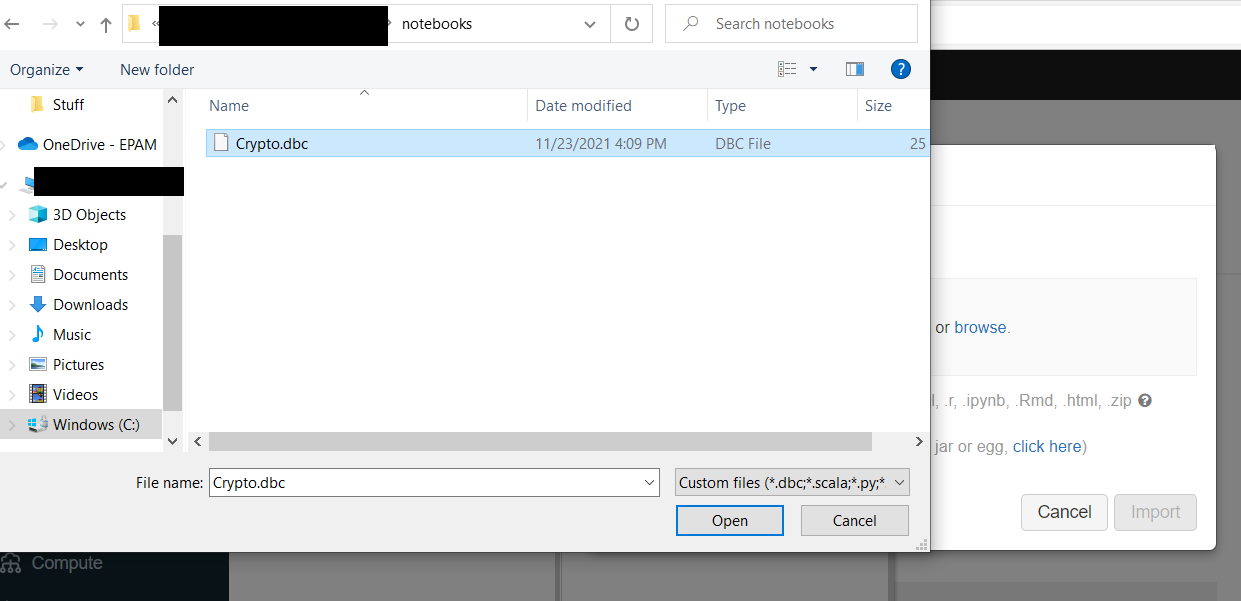 « notebooks
Search notebooks
Organize
New folder
?
Name
Date modified
Type
Size
Stuff
OneDrive - EPAM
3D Objects
Desktop
Documents
Downloads
Music
Pictures
Videos
Windows (C:)
Crypto.dbc
11/23/2021 4:09 PM
DBC File
25
File name:
Crypto.dbc
Custom files (*.dbc;*.scala;*.py;*.
Open
Cancel
or browse.
, .r, .ipynb, .Rmd, .html, .zip ?
jar or egg, click here)
Cancel
Import
Compute